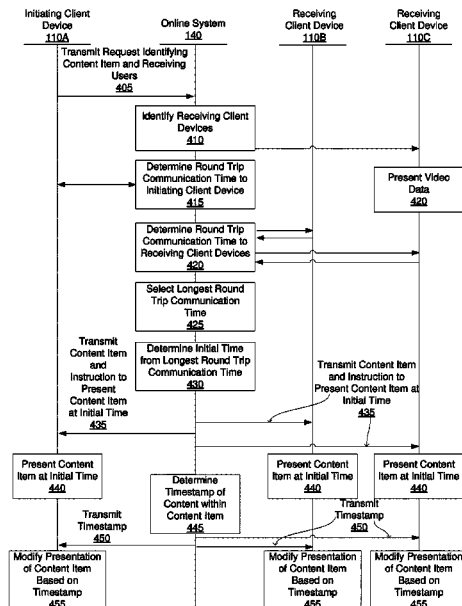 Initiating Client
Device
110A
Online System
140
Receiving
Client Device
110B
Receiving
Client Device
110C
Transmit Request Identifying
Content Item and Receiving
Users
405
Identify Receiving Client
Devices
410
Determine Round Trip
Communication Time to
Initiating Client Device
415
Present Video
Data
420
Determine Round Trip
Communication Time to
Receiving Client Devices
420
Select Longest Round
Trip Communication
Time
425
Determine Initial Time
from Longest Round Trip
Communication Time
430
Transmit
Content Item
and
Instruction to
Present
Content Item
at Initial Time
435
Transmit Content Item
and Instruction to
Present Content Item at
Initial Time
435
Present Content
Item at Initial Time
440
Determine
Timestamp of
Content within
Content Item
445
Present Content
Item at Initial Time
440
Present Content
Item at Initial Time
440
Transmit
Timestamp
450
Transmit
Timestamp
450
Modify Presentation
of Content Item
Based on
Timestamp
455
Modify Presentation
of Content Item
Based on
Timestamp
455
Modify Presentation
of Content Item
Based on
Timestamp
455